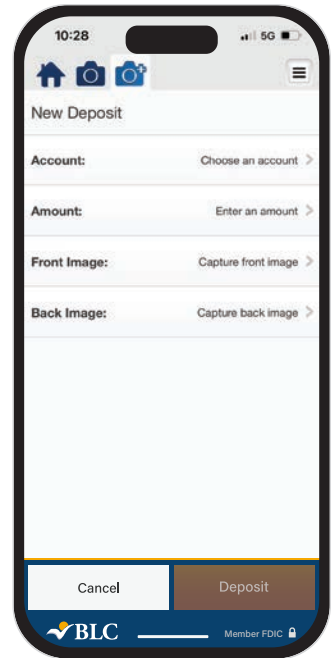 10:28 5G
New Deposit
Account: Choose an account >
Amount: Enter an amount >
Front Image: Capture front image >
Back Image: Capture back image >
Cancel Deposit
BLC Member FDIC